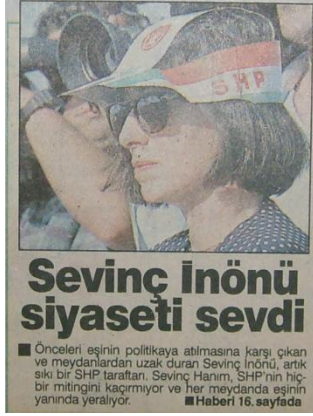 SHP
Sevinç İnönü
siyaseti sevdi
■ Önceleri eşinin politikaya atılmasına karşı çıkan
ve meydanlardan uzak duran Sevinç İnönü, artık
sıkı bir SHP taraftarı. Sevinç Hanım, SHP'nin hiç-
bir mitingini kaçırmıyor ve her meydanda eşinin
yanında yeralıyor. ■ Haberi 16. sayfada